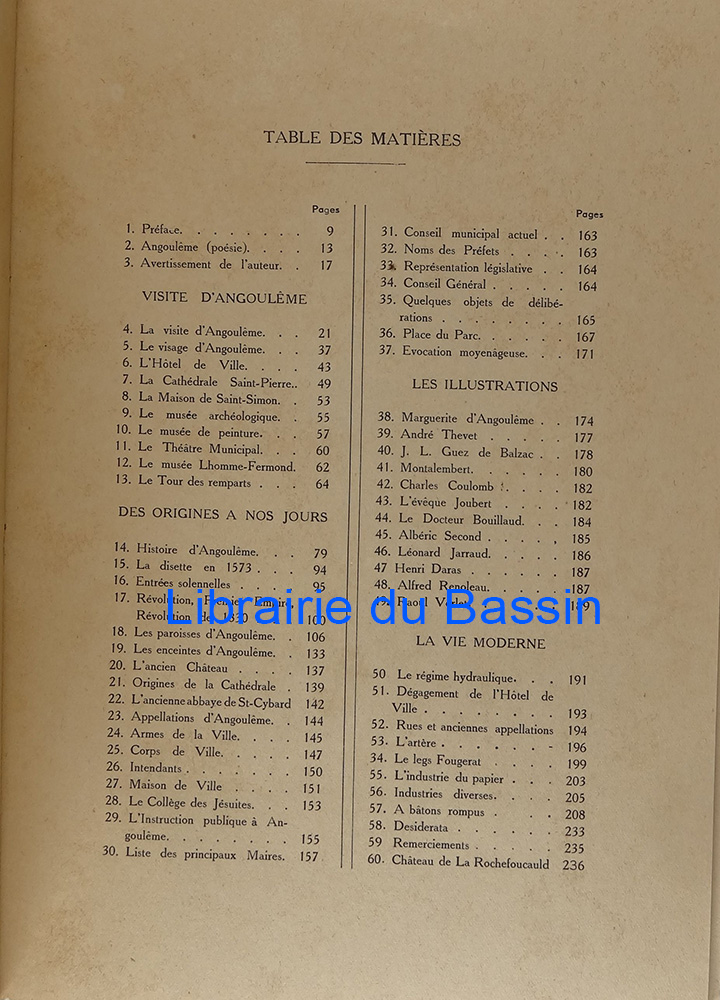 TABLE DES MATIÈRES
Pages
1. Préface. . . . . . . . 9
2. Angoulême (poésie). . . . 13
3. Avertissement de l'auteur. . 17
VISITE D'ANGOULÊME
4. La visite d'Angoulême. . . 21
5. Le visage d'Angoulême. . . 37
6. L'Hôtel de Ville. . . . 43
7. La Cathédrale Saint-Pierre.. 49
8. La Maison de Saint-Simon. . 53
9. Le musée archéologique. . 55
10. Le musée de peinture. . . 57
11. Le Théâtre Municipal. . . 60
12. Le musée Lhomme-Fermond. 62
13. Le Tour des remparts . . . 64
DES ORIGINES A NOS JOURS
14. Histoire d'Angoulême. . . 79
15. La disette en 1573 . . . 94
16. Entrées solennelles . . . . 95
17. Révolution, Premier Empire,
Révolution de 1830 100
18. Les paroisses d'Angoulême. . 106
19. Les enceintes d'Angoulême. . 133
20. L'ancien Château . . . . 137
21. Origines de la Cathédrale . 139
22. L'ancienne abbaye de St-Cybard 142
23. Appellations d'Angoulême. . 144
24. Armes de la Ville. . . . 145
25. Corps de Ville. . . . . 147
26. Intendants . . . . . . . 150
27. Maison de Ville . . . . 151
28. Le Collège des Jésuites. . . 153
29. L'Instruction publique à An-
goulême. . . . . . . . 155
30. Liste des principaux Maires. 157
Pages
31. Conseil municipal actuel . . 163
32. Noms des Préfets . . . . 163
33. Représentation législative . . 164
34. Conseil Général . . . . . 164
35. Quelques objets de délibé-
rations . . . . . . . . 165
36. Place du Parc. . . . . . 167
37. Evocation moyenâgeuse. . . 171
LES ILLUSTRATIONS
38. Marguerite d'Angoulême . . 174
39. André Thevet . . . . . 177
40. J. L. Guez de Balzac . . 178
41. Montalembert. . . . . . 180
42. Charles Coulomb . . . . 182
43. L'évêque Joubert . . . . 182
44. Le Docteur Bouillaud. . . 184
45. Albéric Second . . . . . 185
46. Léonard Jarraud. . . . . 186
47 Henri Daras . . . . . . 187
48. Alfred Renoleau. . . . . 187
49. Raoul Verlet 189
LA VIE MODERNE
50 Le régime hydraulique. . . 191
51. Dégagement de l'Hôtel de
Ville . . . . . . . . 193
52. Rues et anciennes appellations 194
53. L'artère . . . . . . - 196
34. Le legs Fougerat . . . . 199
55. L'industrie du papier . . . 203
56. Industries diverses. . . . 205
57. A bâtons rompus . . . 208
58. Desiderata . . . . . . 233
59 Remerciements . . . . . 235
60. Château de La Rochefoucauld 236
Librairie du Bassin